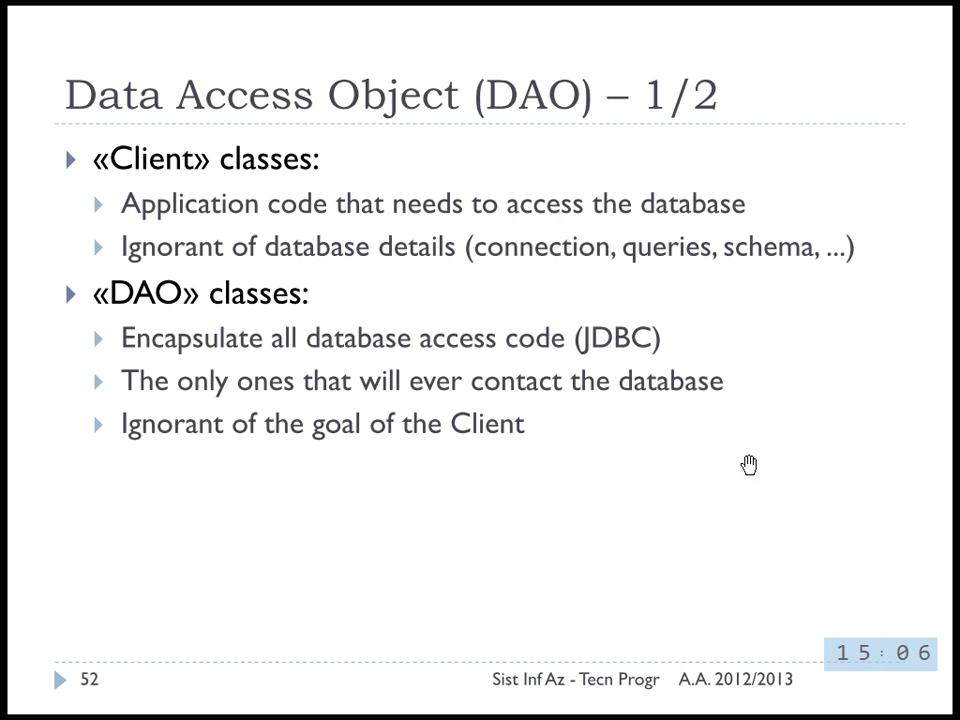 Data Access Object (DAO) – 1/2
«Client» classes:
Application code that needs to access the database
Ignorant of database details (connection, queries, schema, ...)
«DAO» classes:
Encapsulate all database access code (JDBC)
The only ones that will ever contact the database
Ignorant of the goal of the Client
15:06
52 Sist Inf Az - Tecn Progr A.A. 2012/2013